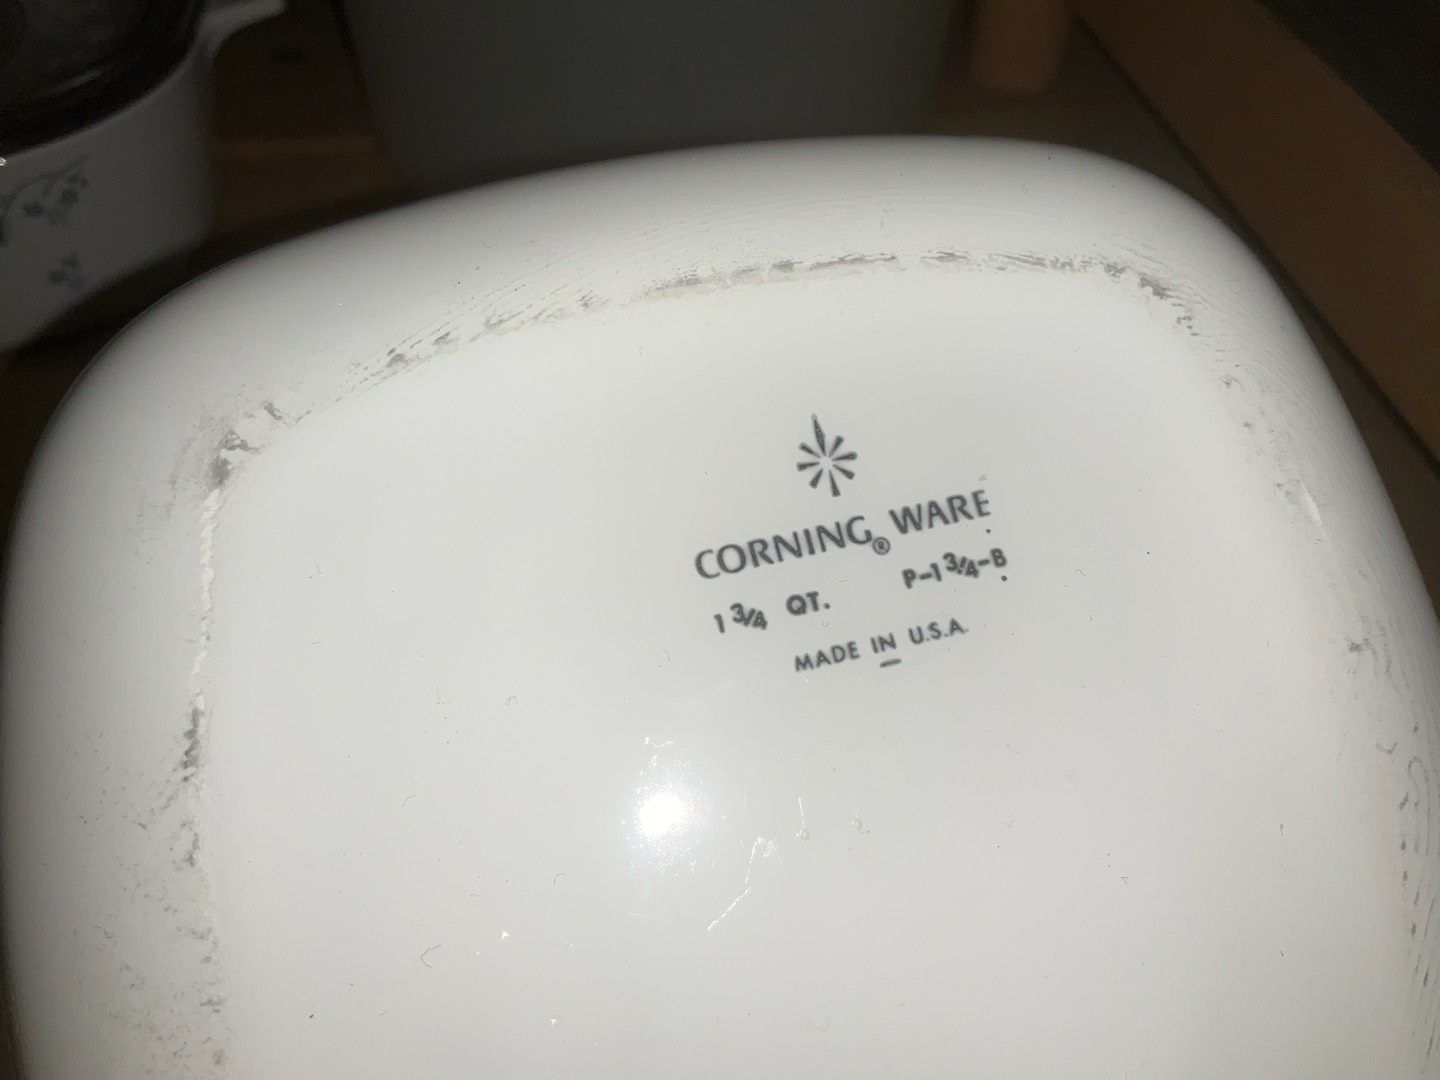 CORNING® WARE
1 3/4 QT. P-1 3/4-B
MADE IN U.S.A.